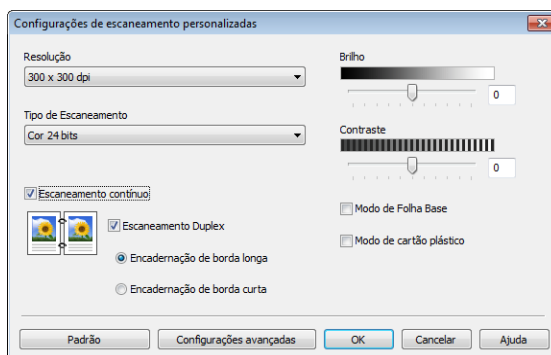 Configurações de escaneamento personalizadas
Resolução
300 x 300 dpi
Tipo de Escaneamento
Cor 24 bits
Escaneamento contínuo
Escaneamento Duplex
Encadernação de borda longa
Encadernação de borda curta
Brilho
0
Contraste
0
Modo de Folha Base
Modo de cartão plástico
Padrão
Configurações avançadas
OK
Cancelar
Ajuda